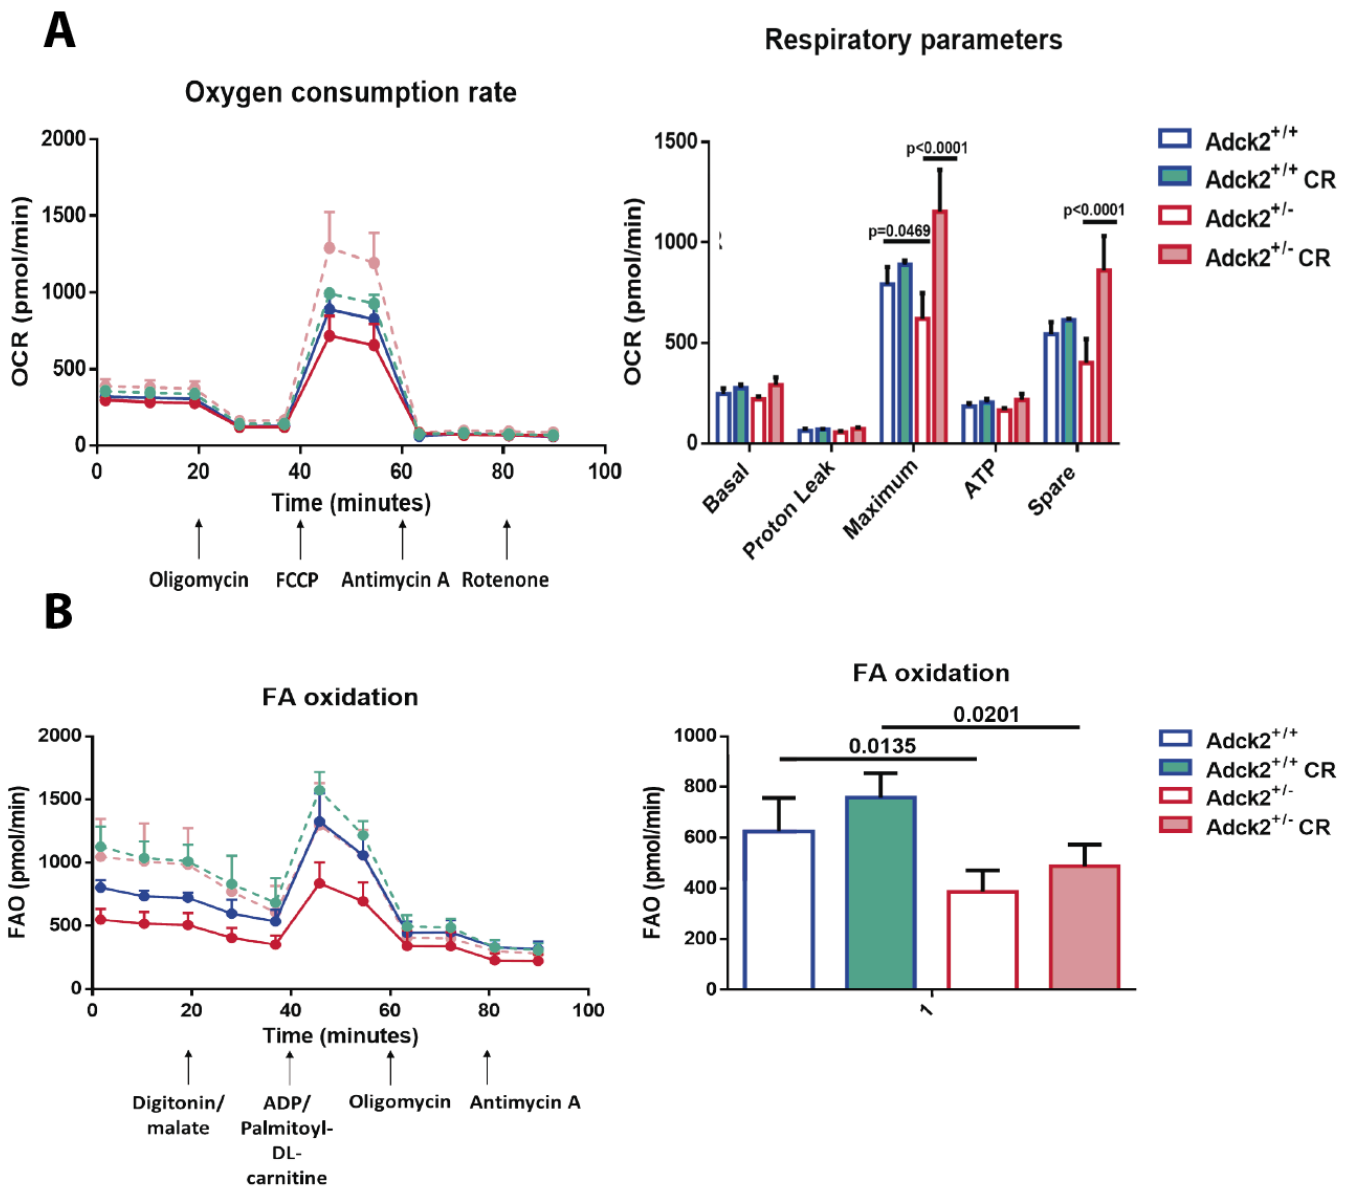 A
Oxygen consumption rate
2000
1500
1000
500
0
OCR (pmol/min)
0 20 40 60 80 100
Time (minutes)
Oligomycin FCCP Antimycin A Rotenone
Respiratory parameters
1500
1000
500
0
OCR (pmol/min)
p=0.0469
p<0.0001
p<0.0001
Basal
Proton Leak
Maximum
ATP
Spare
Adck2+/+
Adck2+/+ CR
Adck2+/-
Adck2+/- CR
B
FA oxidation
2000
1500
1000
500
0
FAO (pmol/min)
0 20 40 60 80 100
Time (minutes)
Digitonin/
malate
ADP/
Palmitoyl-
DL-
carnitine
Oligomycin
Antimycin A
FA oxidation
1000
800
600
400
200
0
FAO (pmol/min)
0.0201
0.0135
1
Adck2+/+
Adck2+/+ CR
Adck2+/-
Adck2+/- CR